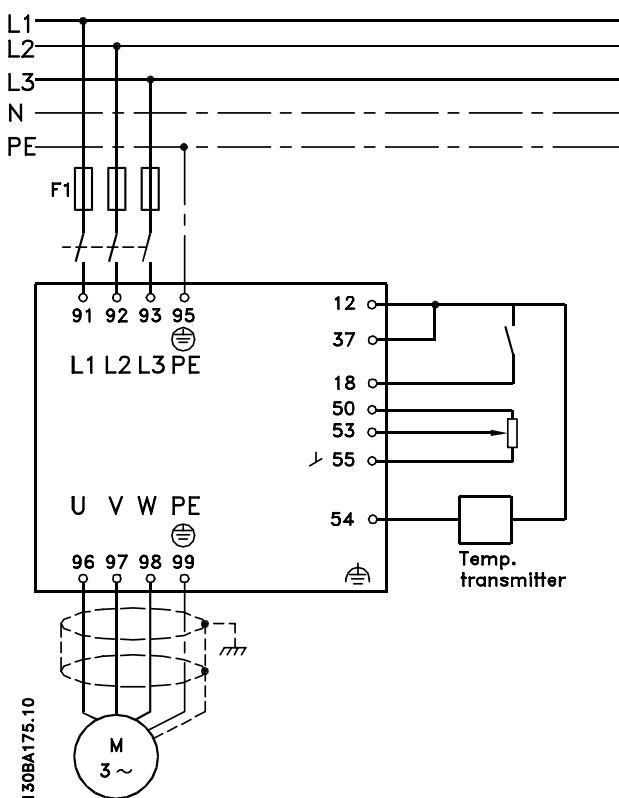 L1
L2
L3
N
PE
F1
91 92 93 95
L1 L2 L3 PE
12
37
18
50
53
55
54
U V W PE
96 97 98 99
Temp.
transmitter
M
3 ~
130BA175.10